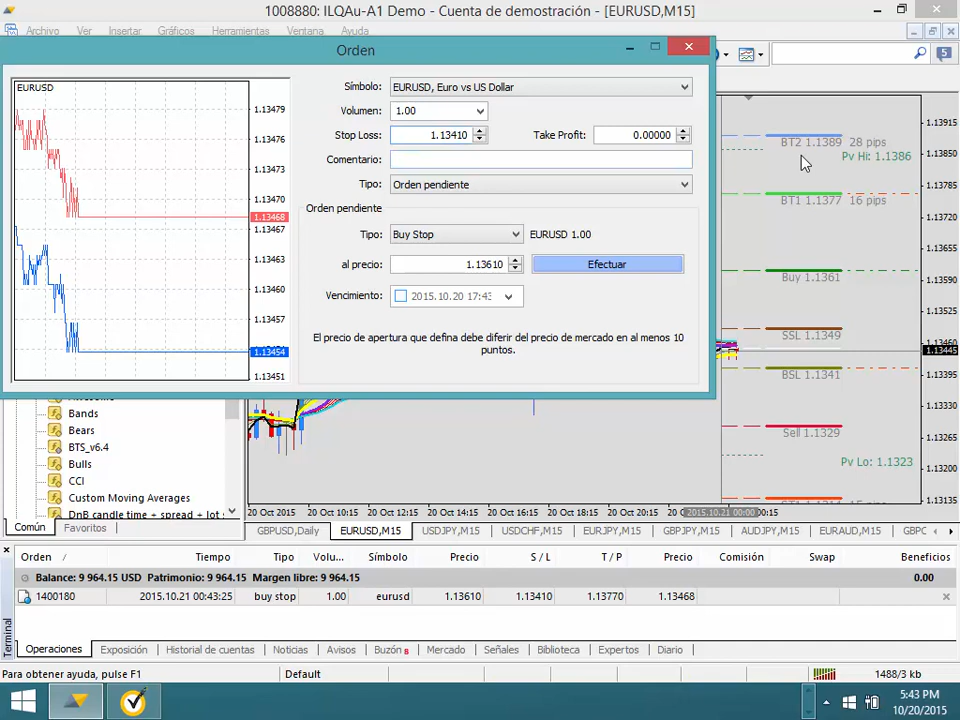 1008880: ILQAu-A1 Demo - Cuenta de demostración - [EURUSD,M15]
Archivo Ver Insertar Gráficos Herramientas Ventana Ayuda
Orden
5
EURUSD
1.13479
1.13476
1.13473
1.13470
1.13468
1.13467
1.13463
1.13460
1.13457
1.13454
1.13451
Símbolo: EURUSD, Euro vs US Dollar
Volumen: 1.00
Stop Loss: 1.13410 Take Profit: 0.00000
Comentario:
Tipo: Orden pendiente
Orden pendiente
Tipo: Buy Stop EURUSD 1.00
al precio: 1.13610 Efectuar
Vencimiento: 2015.10.20 17:43
El precio de apertura que defina debe diferir del precio de mercado en al menos 10
puntos.
BT2 1.1389 28 pips
Pv Hi: 1.1386
BT1 1.1377 16 pips
Buy 1.1361
SSL 1.1349
BSL 1.1341
Sell 1.1329
Pv Lo: 1.1323
1.13915
1.13850
1.13785
1.13720
1.13655
1.13590
1.13525
1.13460
1.13445
1.13395
1.13330
1.13265
1.13200
1.13135
Bands
Bears
BTS_v6.4
Bulls
CCI
Custom Moving Averages
DnB candle time + spread + lot
Común Favoritos
20 Oct 2015 20 Oct 10:15 20 Oct 12:15 20 Oct 14:15 20 Oct 16:15 20 Oct 18:15 20 Oct 20:15 2015.10.21 00:00
GBPUSD,Daily EURUSD,M15 USDJPY,M15 USDCHF,M15 EURJPY,M15 GBPJPY,M15 AUDJPY,M15 EURAUD,M15 GBPC
Orden / Tiempo Tipo Volu... Símbolo Precio S / L T / P Precio Comisión Swap Beneficios
Balance: 9 964.15 USD Patrimonio: 9 964.15 Margen libre: 9 964.15 0.00
1400180 2015.10.21 00:43:25 buy stop 1.00 eurusd 1.13610 1.13410 1.13770 1.13468
Terminal
Operaciones Exposición Historial de cuentas Noticias Avisos Buzón 8 Mercado Señales Biblioteca Expertos Diario
Para obtener ayuda, pulse F1 Default 1488/3 kb
5:43 PM
10/20/2015